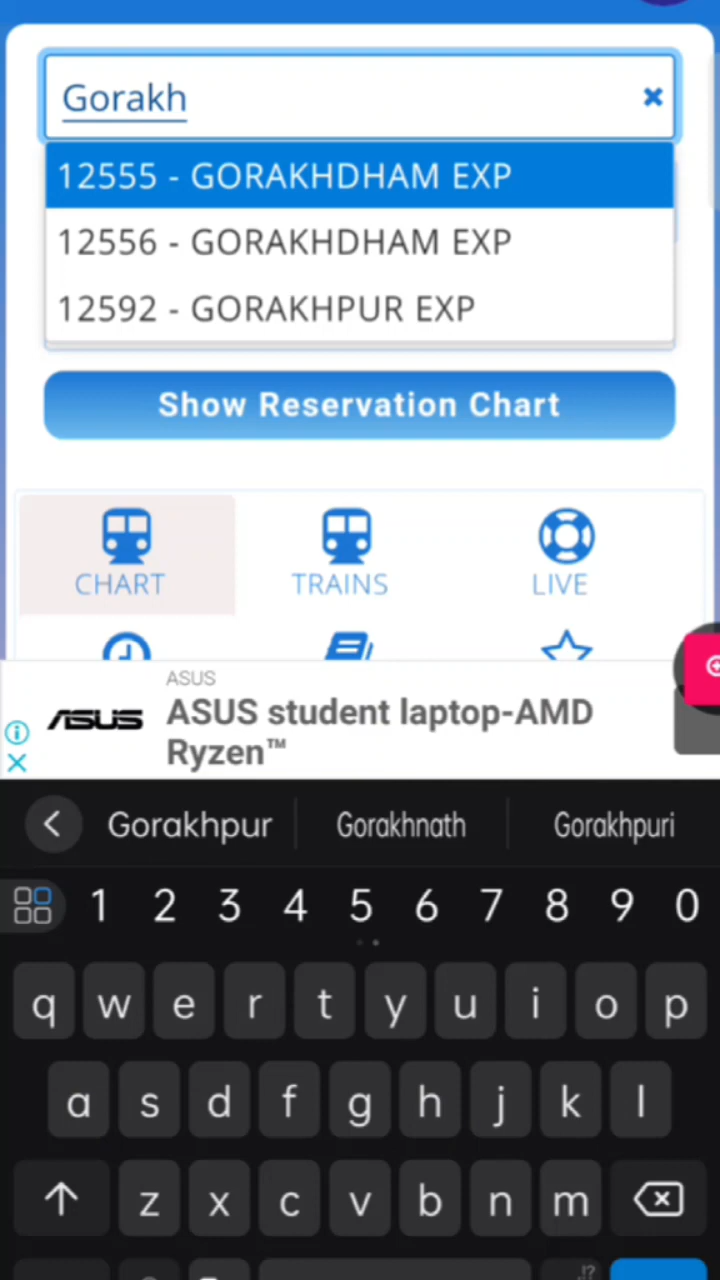 Gorakh
12555 - GORAKHDHAM EXP
12556 - GORAKHDHAM EXP
12592 - GORAKHPUR EXP
Show Reservation Chart
CHART TRAINS LIVE
ASUS
ASUS ASUS student laptop-AMD
Ryzen™
Gorakhpur Gorakhnath Gorakhpuri
1 2 3 4 5 6 7 8 9 0
q w e r t y u i o p
a s d f g h j k l
z x c v b n m
!?